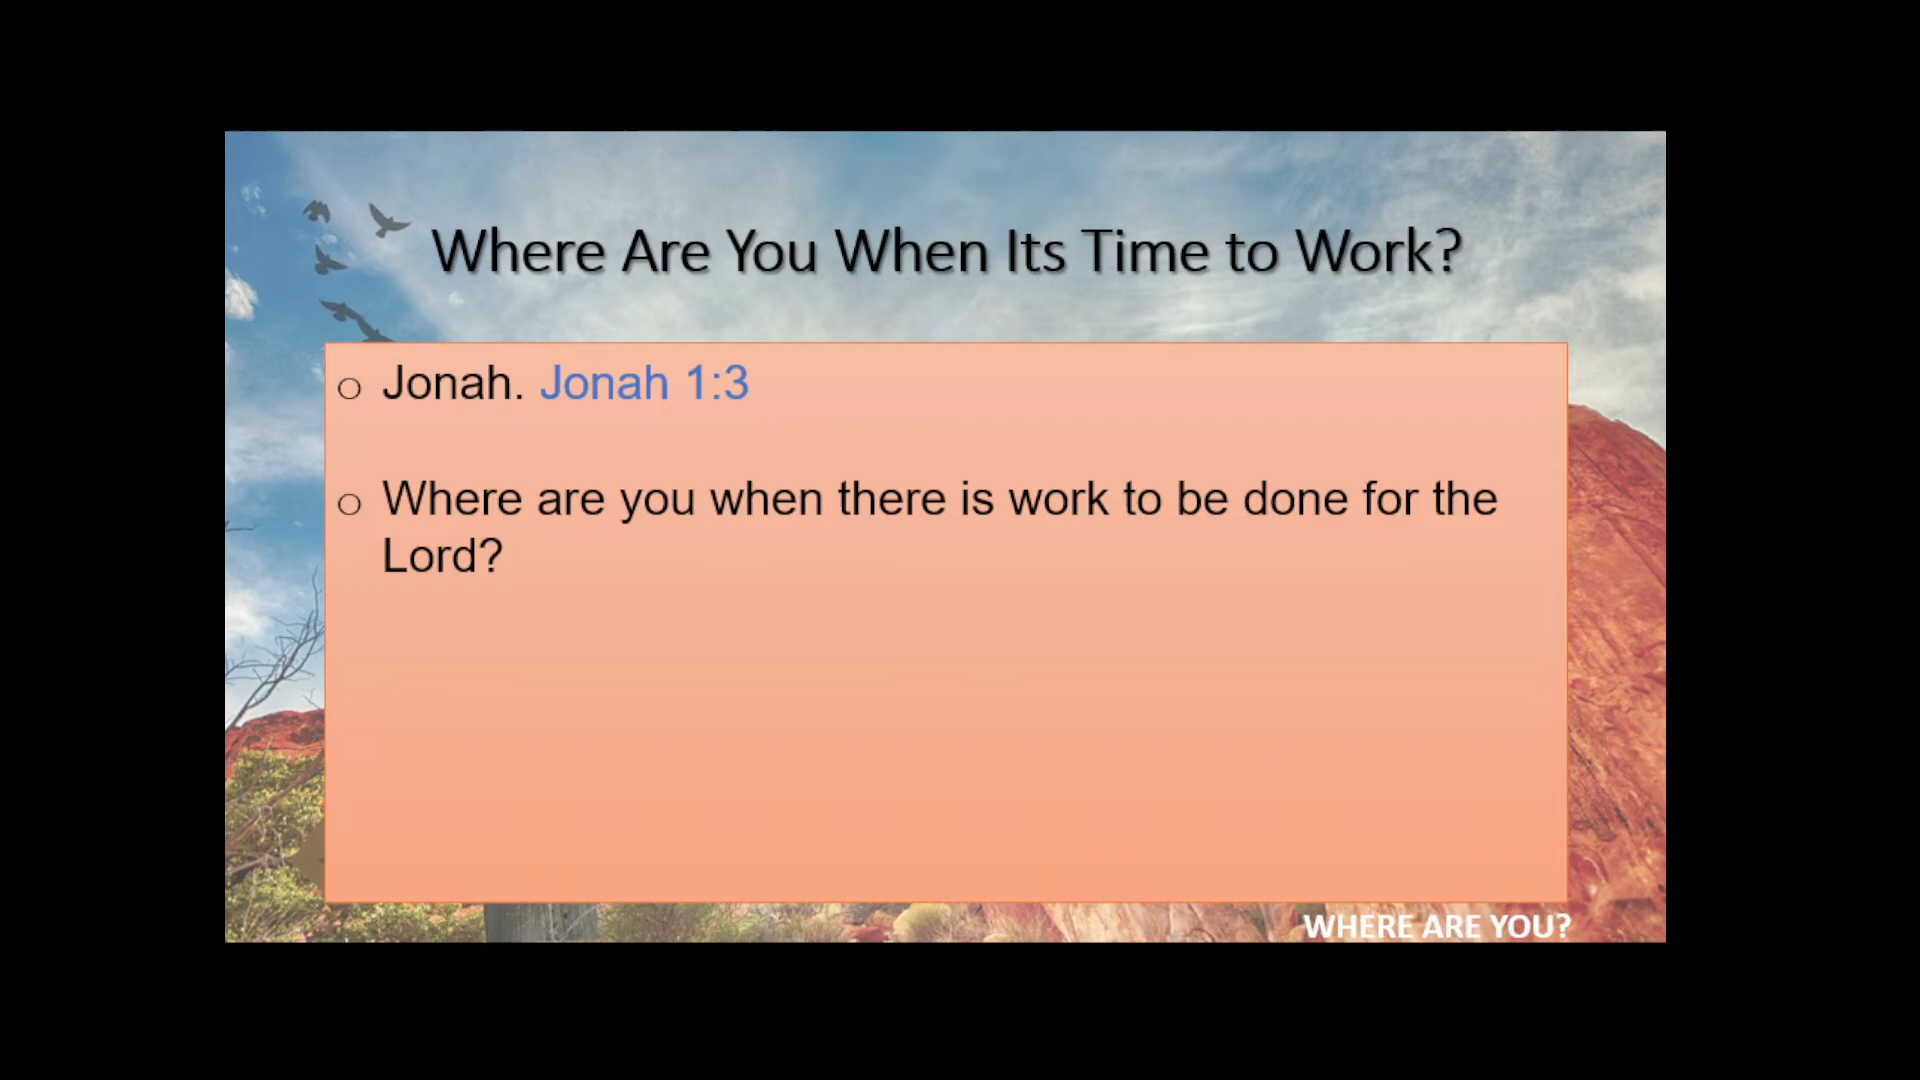 Where Are You When Its Time to Work?
o Jonah. Jonah 1:3
o Where are you when there is work to be done for the
Lord?
WHERE ARE YOU?